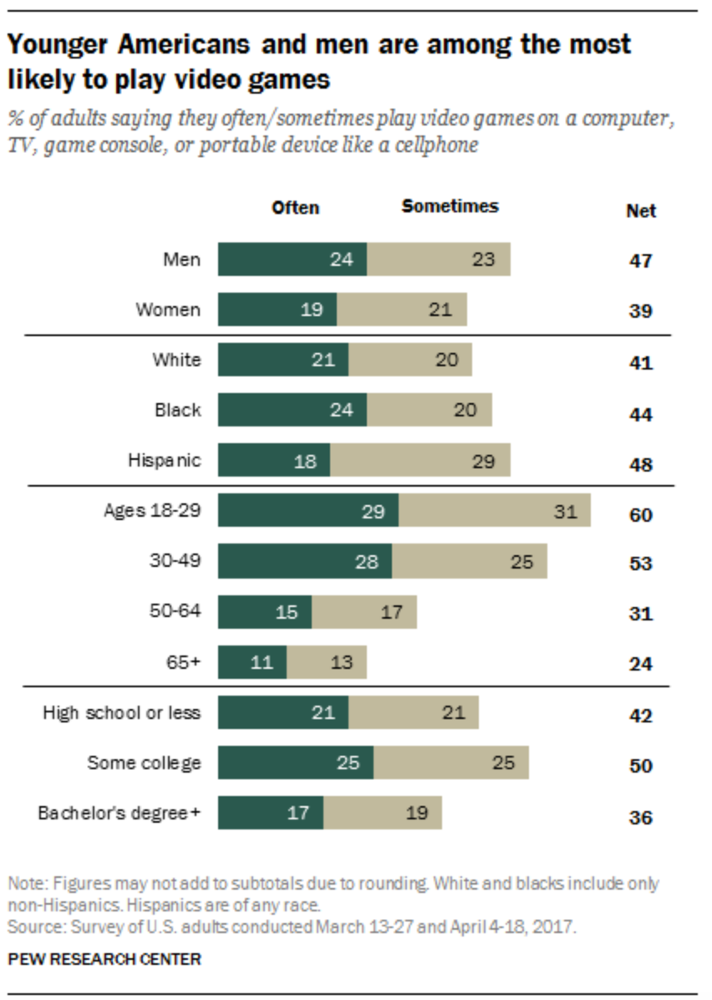 Younger Americans and men are among the most
likely to play video games
% of adults saying they often/sometimes play video games on a computer,
TV, game console, or portable device like a cellphone
Often Sometimes Net
Men 24 23 47
Women 19 21 39
White 21 20 41
Black 24 20 44
Hispanic 18 29 48
Ages 18-29 29 31 60
30-49 28 25 53
50-64 15 17 31
65+ 11 13 24
High school or less 21 21 42
Some college 25 25 50
Bachelor's degree+ 17 19 36
Note: Figures may not add to subtotals due to rounding. White and blacks include only
non-Hispanics. Hispanics are of any race.
Source: Survey of U.S. adults conducted March 13-27 and April 4-18, 2017.
PEW RESEARCH CENTER